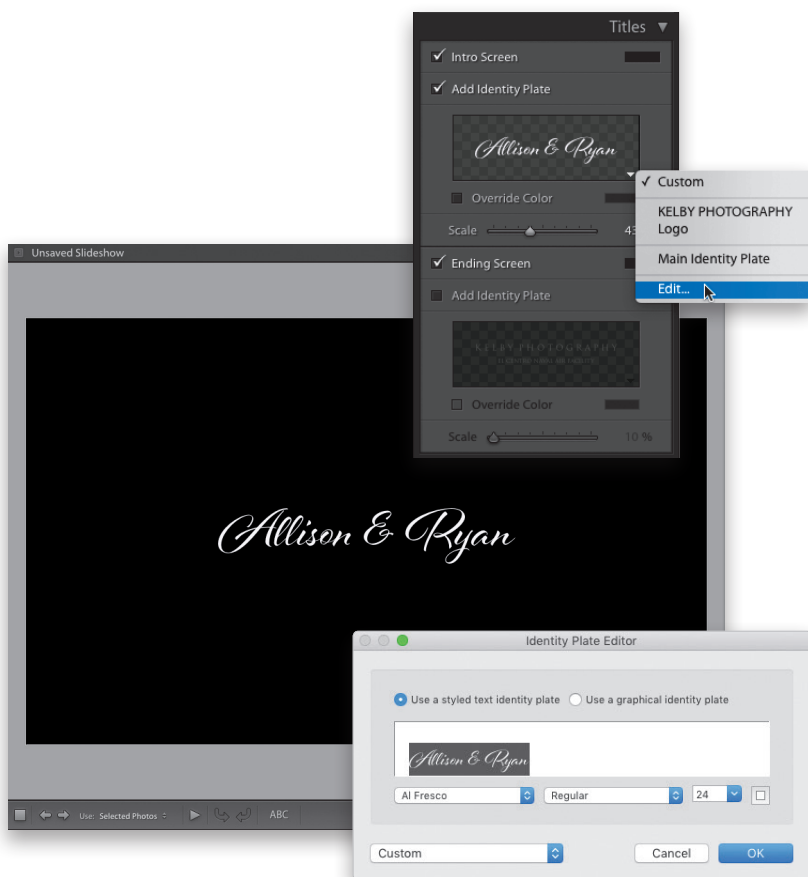 Titles
Intro Screen
Add Identity Plate
Allison & Ryan
Override Color
Scale
Ending Screen
Add Identity Plate
KELBY PHOTOGRAPHY
Override Color
Scale 10 %
Custom
KELBY PHOTOGRAPHY
Logo
Main Identity Plate
Edit...
Unsaved Slideshow
Allison & Ryan
Use: Selected Photos
ABC
Identity Plate Editor
Use a styled text identity plate Use a graphical identity plate
Allison & Ryan
Al Fresco Regular 24
Custom Cancel OK